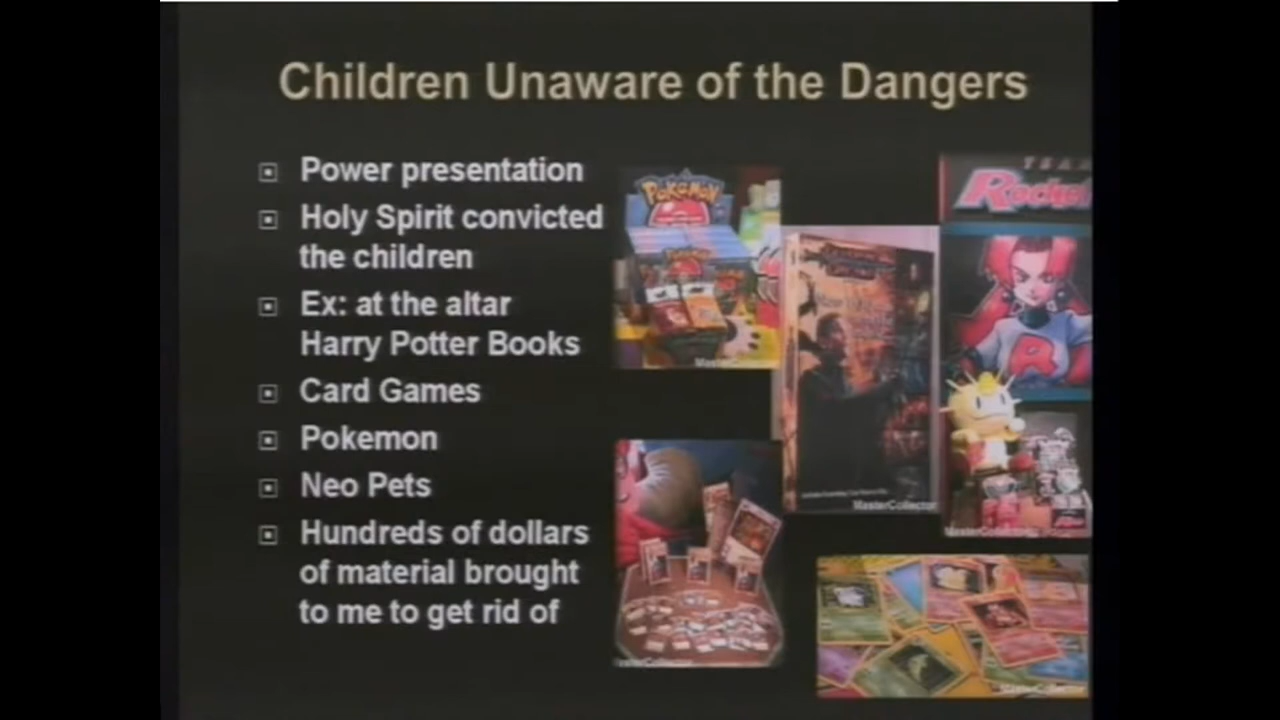 Children Unaware of the Dangers
Power presentation
Holy Spirit convicted
the children
Ex: at the altar
Harry Potter Books
Card Games
Pokemon
Neo Pets
Hundreds of dollars
of material brought
to me to get rid of
POKéMON
TEAM
Rocket
R
MasterCollector
MasterCollector